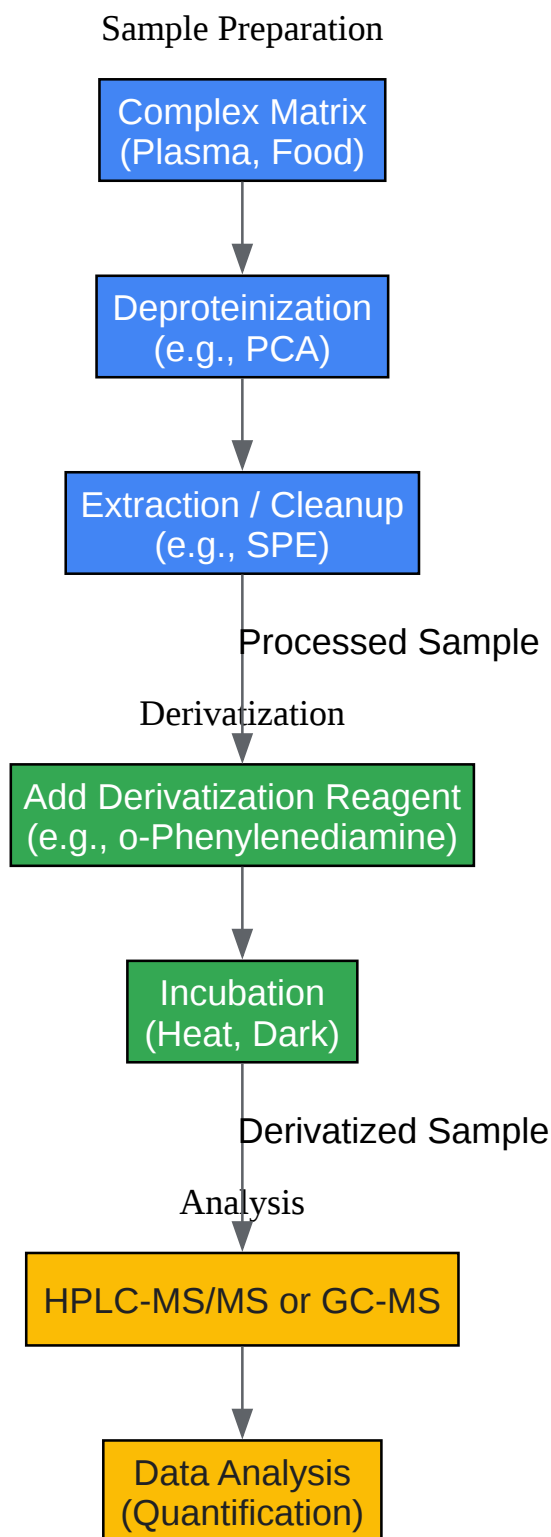 Sample Preparation
Complex Matrix
(Plasma, Food)
Deproteinization
(e.g., PCA)
Extraction / Cleanup
(e.g., SPE)
Processed Sample
Derivatization
Add Derivatization Reagent
(e.g., o-Phenylenediamine)
Incubation
(Heat, Dark)
Derivatized Sample
Analysis
HPLC-MS/MS or GC-MS
Data Analysis
(Quantification)